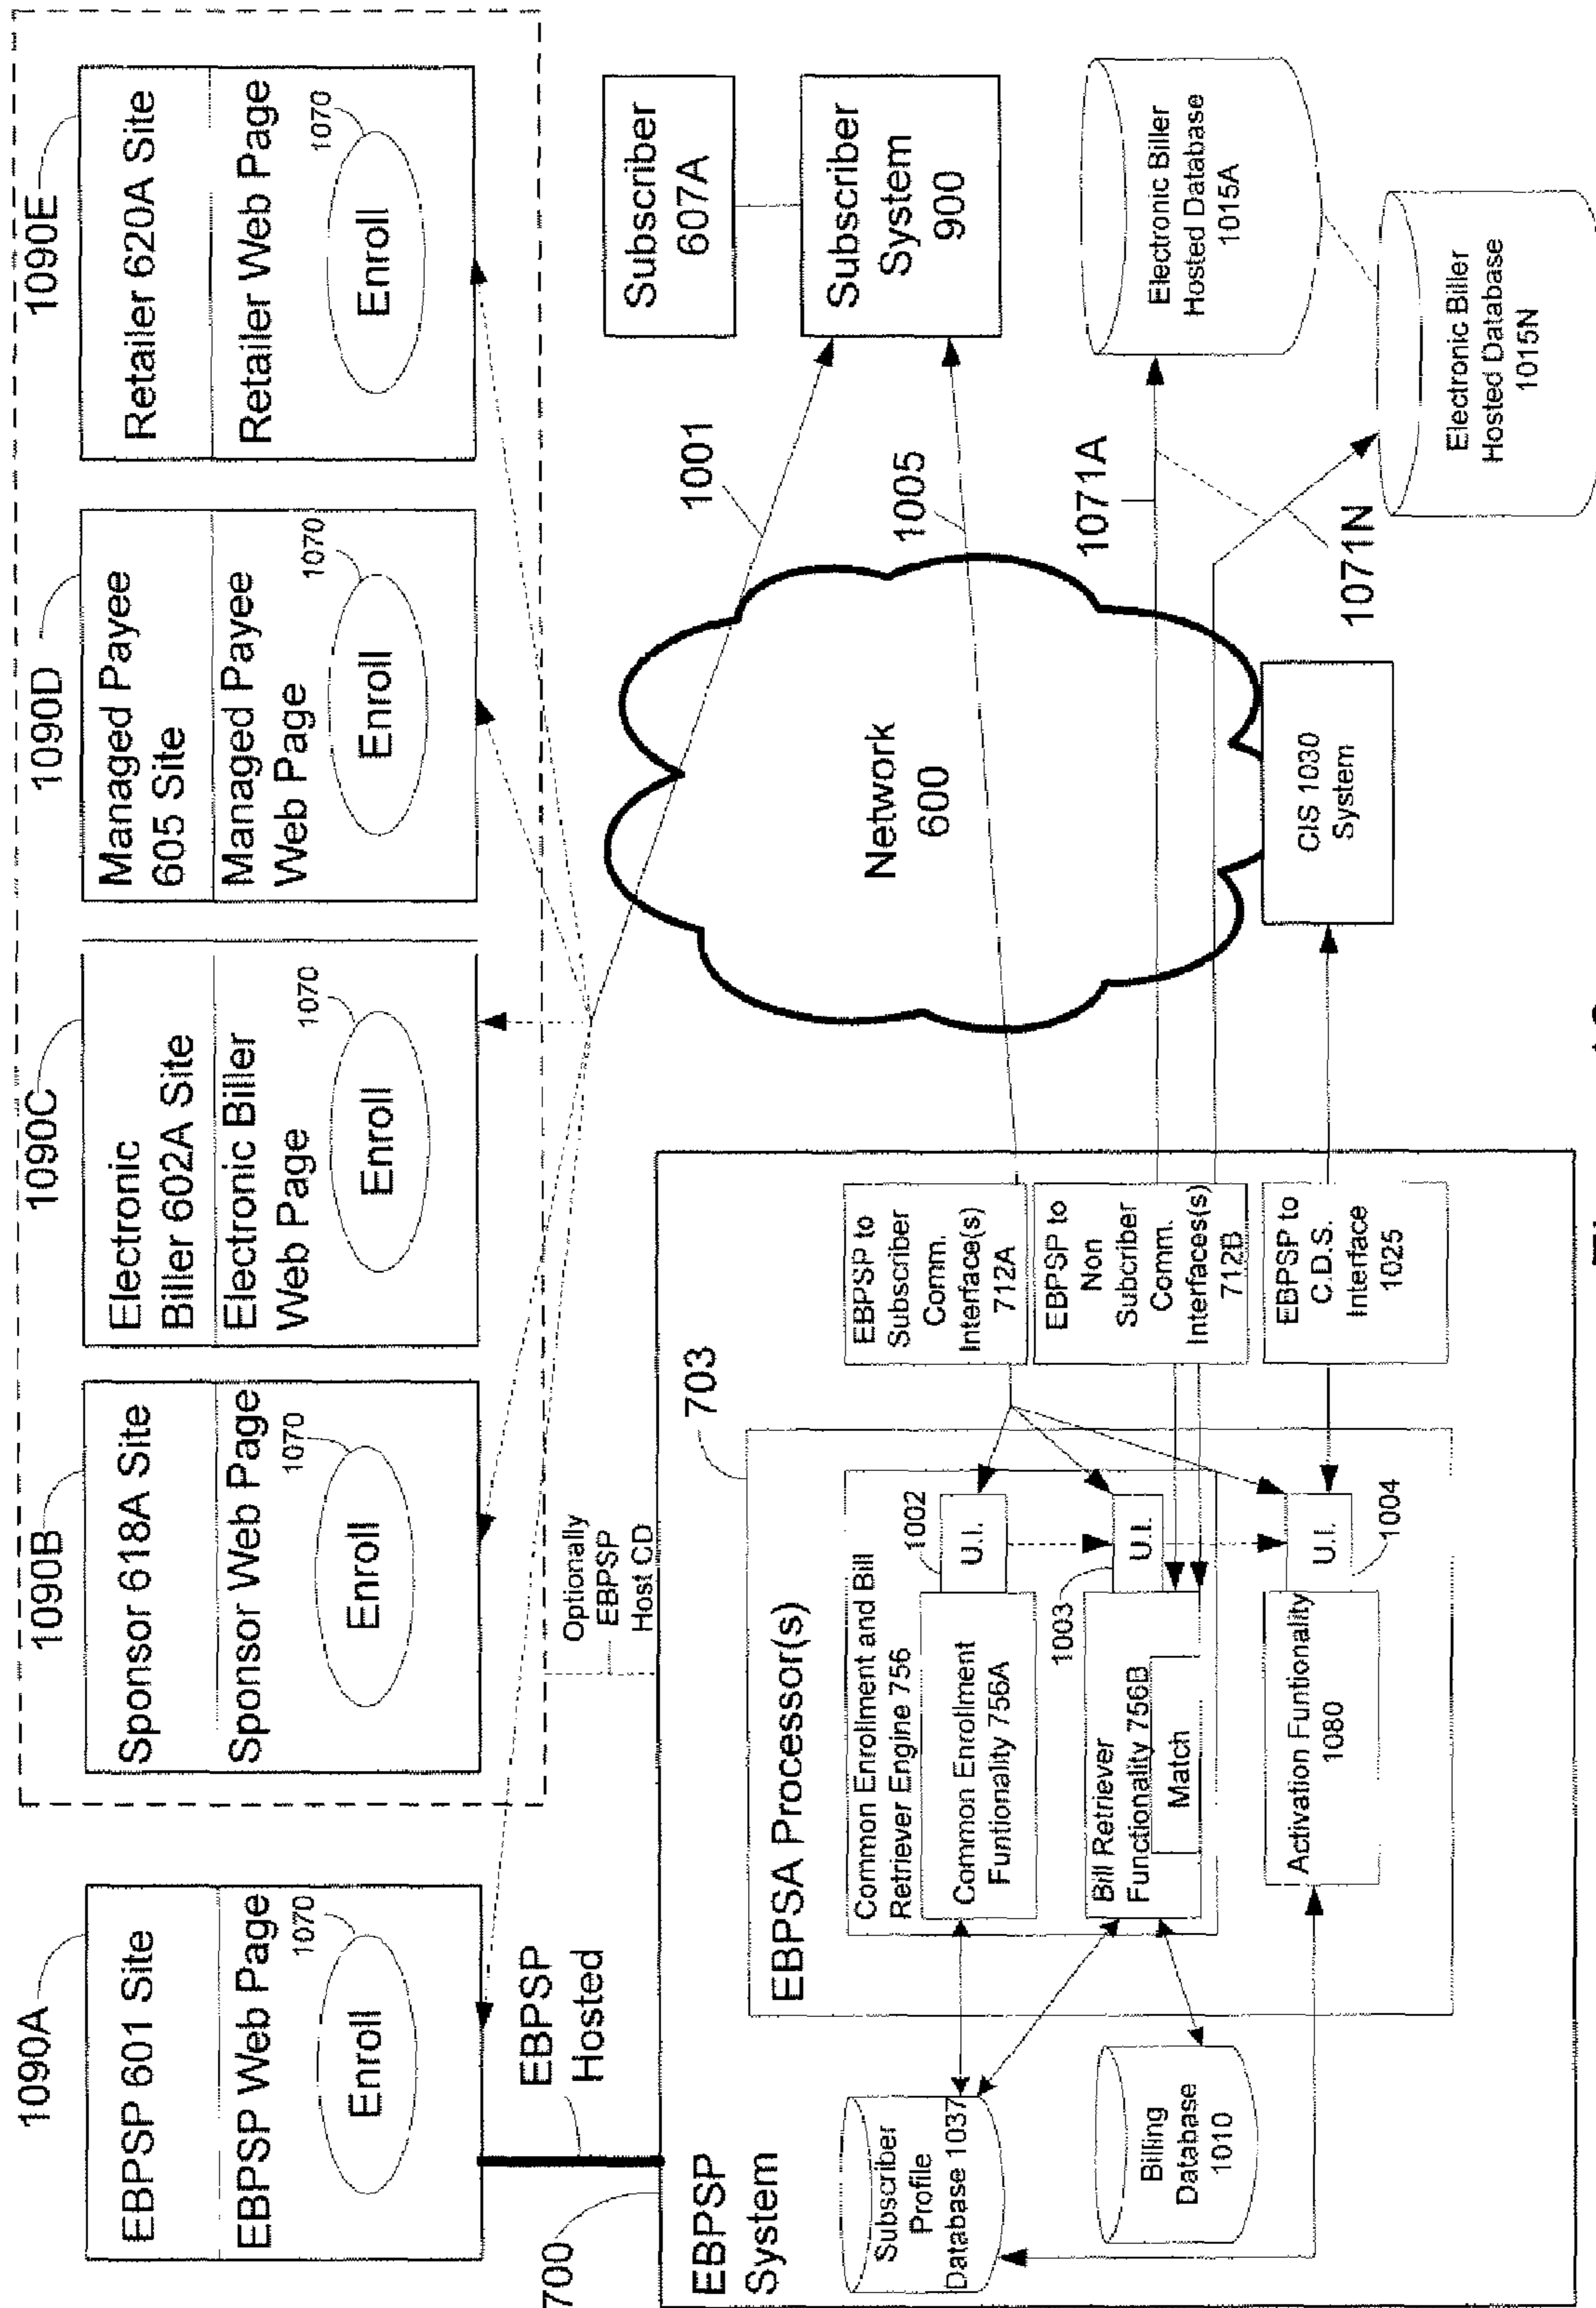 1090A
EBPSP 601 Site
EBPSP Web Page
1070
Enroll
1090B
Sponsor 618A Site
Sponsor Web Page
1070
Enroll
1090C
Electronic
Biller 602A Site
Electronic Biller
Web Page
1070
Enroll
1090D
Managed Payee
605 Site
Managed Payee
Web Page
1070
Enroll
1090E
Retailer 620A Site
Retailer Web Page
1070
Enroll
EBPSP
Hosted
Optionally
EBPSP
Host CD
700
EBPSP
System
703
EBPSA Processor(s)
Common Enrollment and Bill
Retriever Engine 756
1002
Common Enrollment
Funtionality 756A
U.I.
1003
Bill Retriever
Functionality 756B
Match
U.I.
Activation Funtionality
1080
U.I.
1004
Subscriber
Profile
Database 1037
Billing
Database
1010
EBPSP to
Subscriber
Comm.
Interface(s)
712A
EBPSP to
Non
Subcriber
Comm.
Interfaces(s)
712B
EBPSP to
C.D.S.
Interface
1025
Network
600
CIS 1030
System
1001
1005
1071A
1071N
Subscriber
607A
Subscriber
System
900
Electronic Biller
Hosted Database
1015A
Electronic Biller
Hosted Database
1015N